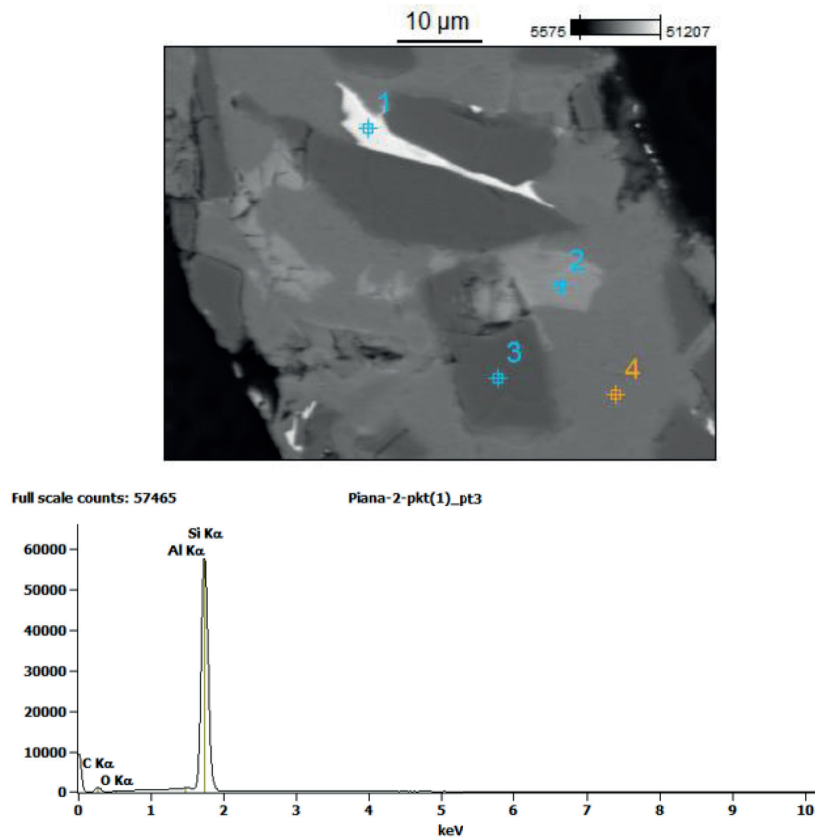 10 µm
5575 51207
1
2
3
4
Full scale counts: 57465 Piana-2-pkt(1)_pt3
Si Kα
Al Kα
60000
50000
40000
30000
20000
10000
C Kα
O Kα
0
0 1 2 3 4 5 6 7 8 9 10
keV